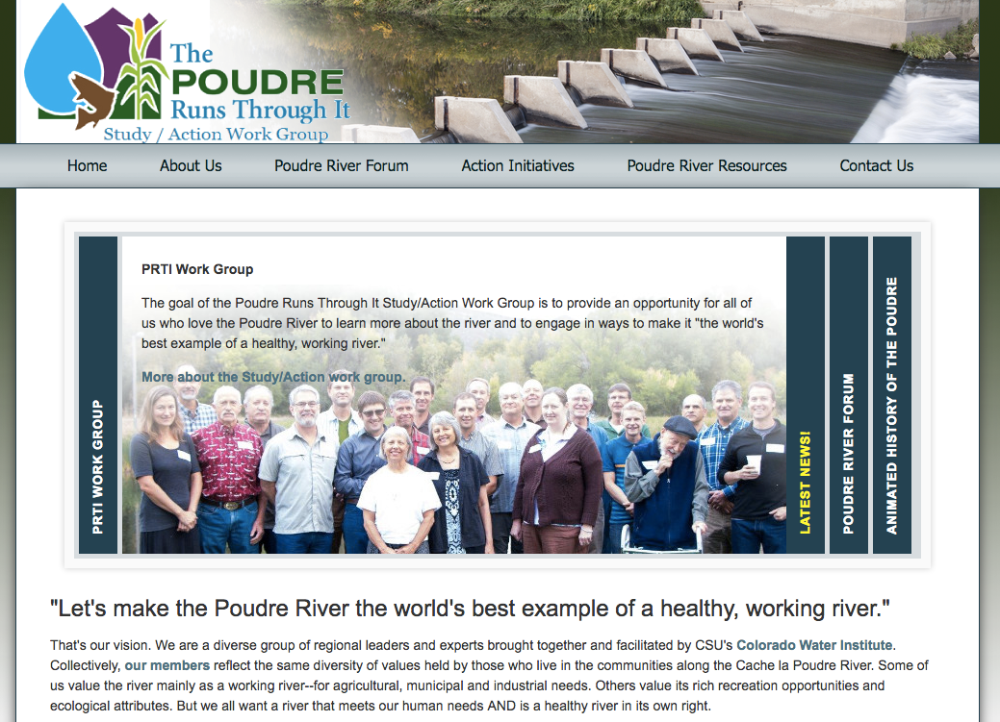 The
POUDRE
Runs Through It
Study / Action Work Group
Home
About Us
Poudre River Forum
Action Initiatives
Poudre River Resources
Contact Us
PRTI WORK GROUP
PRTI Work Group
The goal of the Poudre Runs Through It Study/Action Work Group is to provide an opportunity for all of
us who love the Poudre River to learn more about the river and to engage in ways to make it "the world's
best example of a healthy, working river."
More about the Study/Action work group.
LATEST NEWS!
POUDRE RIVER FORUM
ANIMATED HISTORY OF THE POUDRE
"Let's make the Poudre River the world's best example of a healthy, working river."
That's our vision. We are a diverse group of regional leaders and experts brought together and facilitated by CSU's Colorado Water Institute.
Collectively, our members reflect the same diversity of values held by those who live in the communities along the Cache la Poudre River. Some of
us value the river mainly as a working river--for agricultural, municipal and industrial needs. Others value its rich recreation opportunities and
ecological attributes. But we all want a river that meets our human needs AND is a healthy river in its own right.